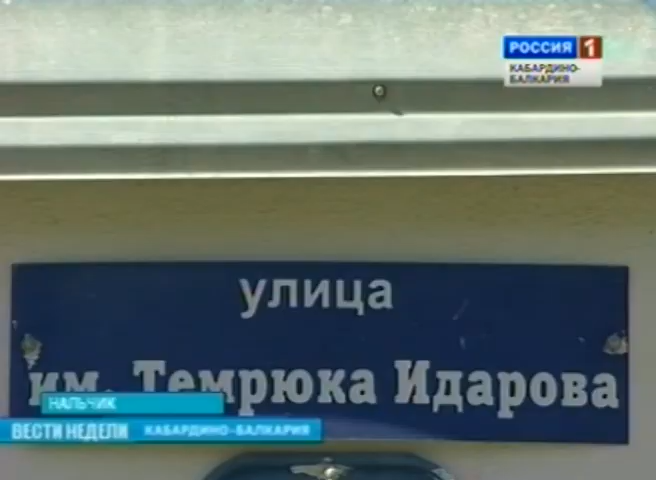 РОССИЯ 1
КАБАРДИНО-
БАЛКАРИЯ
улица
им. Темрюка Идарова
НАЛЬЧИК
ВЕСТИ НЕДЕЛИ КАБАРДИНО-БАЛКАРИЯ